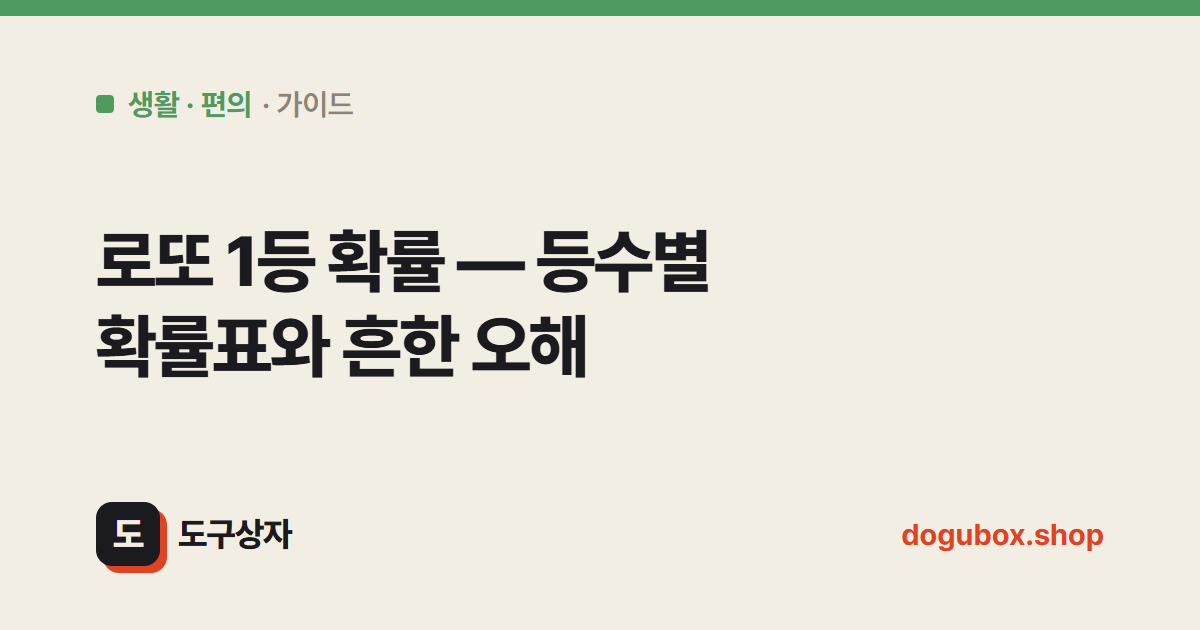 생활 · 편의 · 가이드
로또 1등 확률 — 등수별
확률표와 흔한 오해
도 도구상자
dogubox.shop